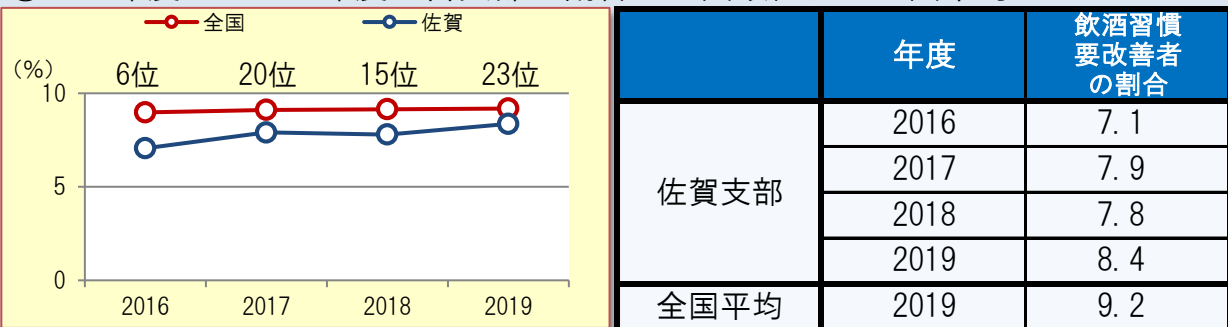 全国 佐賀
(%)
6位 20位 15位 23位
10
5
0
2016 2017 2018 2019
年度 飲酒習慣
要改善者
の割合
佐賀支部
2016 7.1
2017 7.9
2018 7.8
2019 8.4
全国平均 2019 9.2